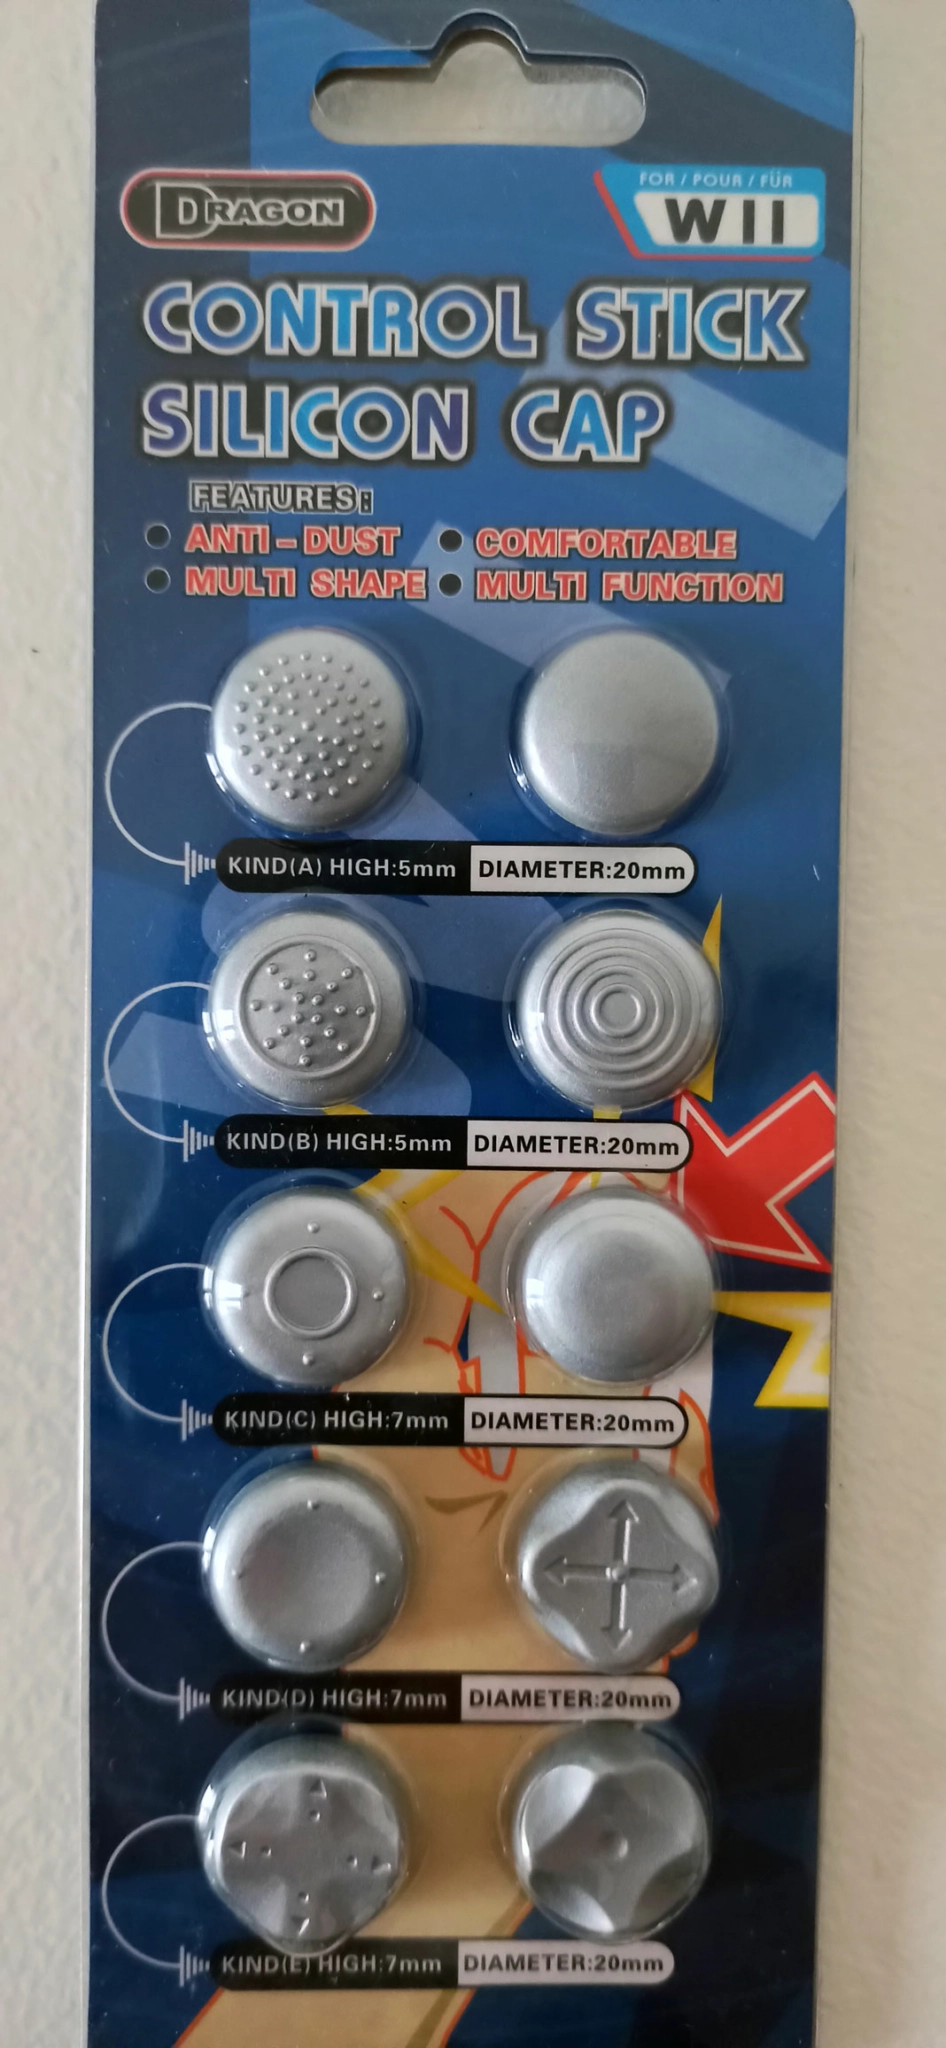 DRAGON
FOR / POUR / FÜR
WII
CONTROL STICK
SILICON CAP
FEATURES:
ANTI-DUST
COMFORTABLE
MULTI SHAPE
MULTI FUNCTION
KIND(A) HIGH:5mm DIAMETER:20mm
KIND(B) HIGH:5mm DIAMETER:20mm
KIND(C) HIGH:7mm DIAMETER:20mm
KIND(D) HIGH:7mm DIAMETER:20mm
KIND(E) HIGH:7mm DIAMETER:20mm